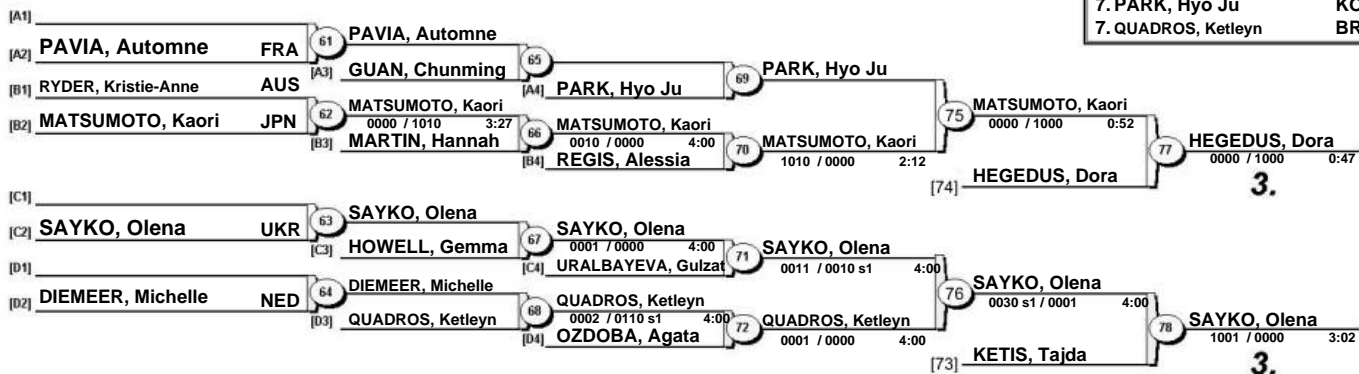 7. PARK, Hyo Ju
7. QUADROS, Ketleyn BR
[A1]
[A2] PAVIA, Automne FRA
61
PAVIA, Automne
[A3] GUAN, Chunming
65
[A4] PARK, Hyo Ju
69
PARK, Hyo Ju
[B1] RYDER, Kristie-Anne AUS
[B2] MATSUMOTO, Kaori JPN
62
MATSUMOTO, Kaori
0000 / 1010 3:27
[B3] MARTIN, Hannah
66
MATSUMOTO, Kaori
0010 / 0000 4:00
[B4] REGIS, Alessia
70
MATSUMOTO, Kaori
1010 / 0000 2:12
75
MATSUMOTO, Kaori
0000 / 1000 0:52
[74] HEGEDUS, Dora
77
HEGEDUS, Dora
0000 / 1000 0:47
3.
[C1]
[C2] SAYKO, Olena UKR
63
SAYKO, Olena
[C3] HOWELL, Gemma
67
SAYKO, Olena
0001 / 0000 4:00
[C4] URALBAYEVA, Gulzat
71
SAYKO, Olena
0011 / 0010 s1 4:00
[D1]
[D2] DIEMEER, Michelle NED
64
DIEMEER, Michelle
[D3] QUADROS, Ketleyn
68
QUADROS, Ketleyn
0002 / 0110 s1 4:00
[D4] OZDOBA, Agata
72
QUADROS, Ketleyn
0001 / 0000 4:00
76
SAYKO, Olena
0030 s1 / 0001 4:00
[73] KETIS, Tajda
78
SAYKO, Olena
1001 / 0000 3:02
3.